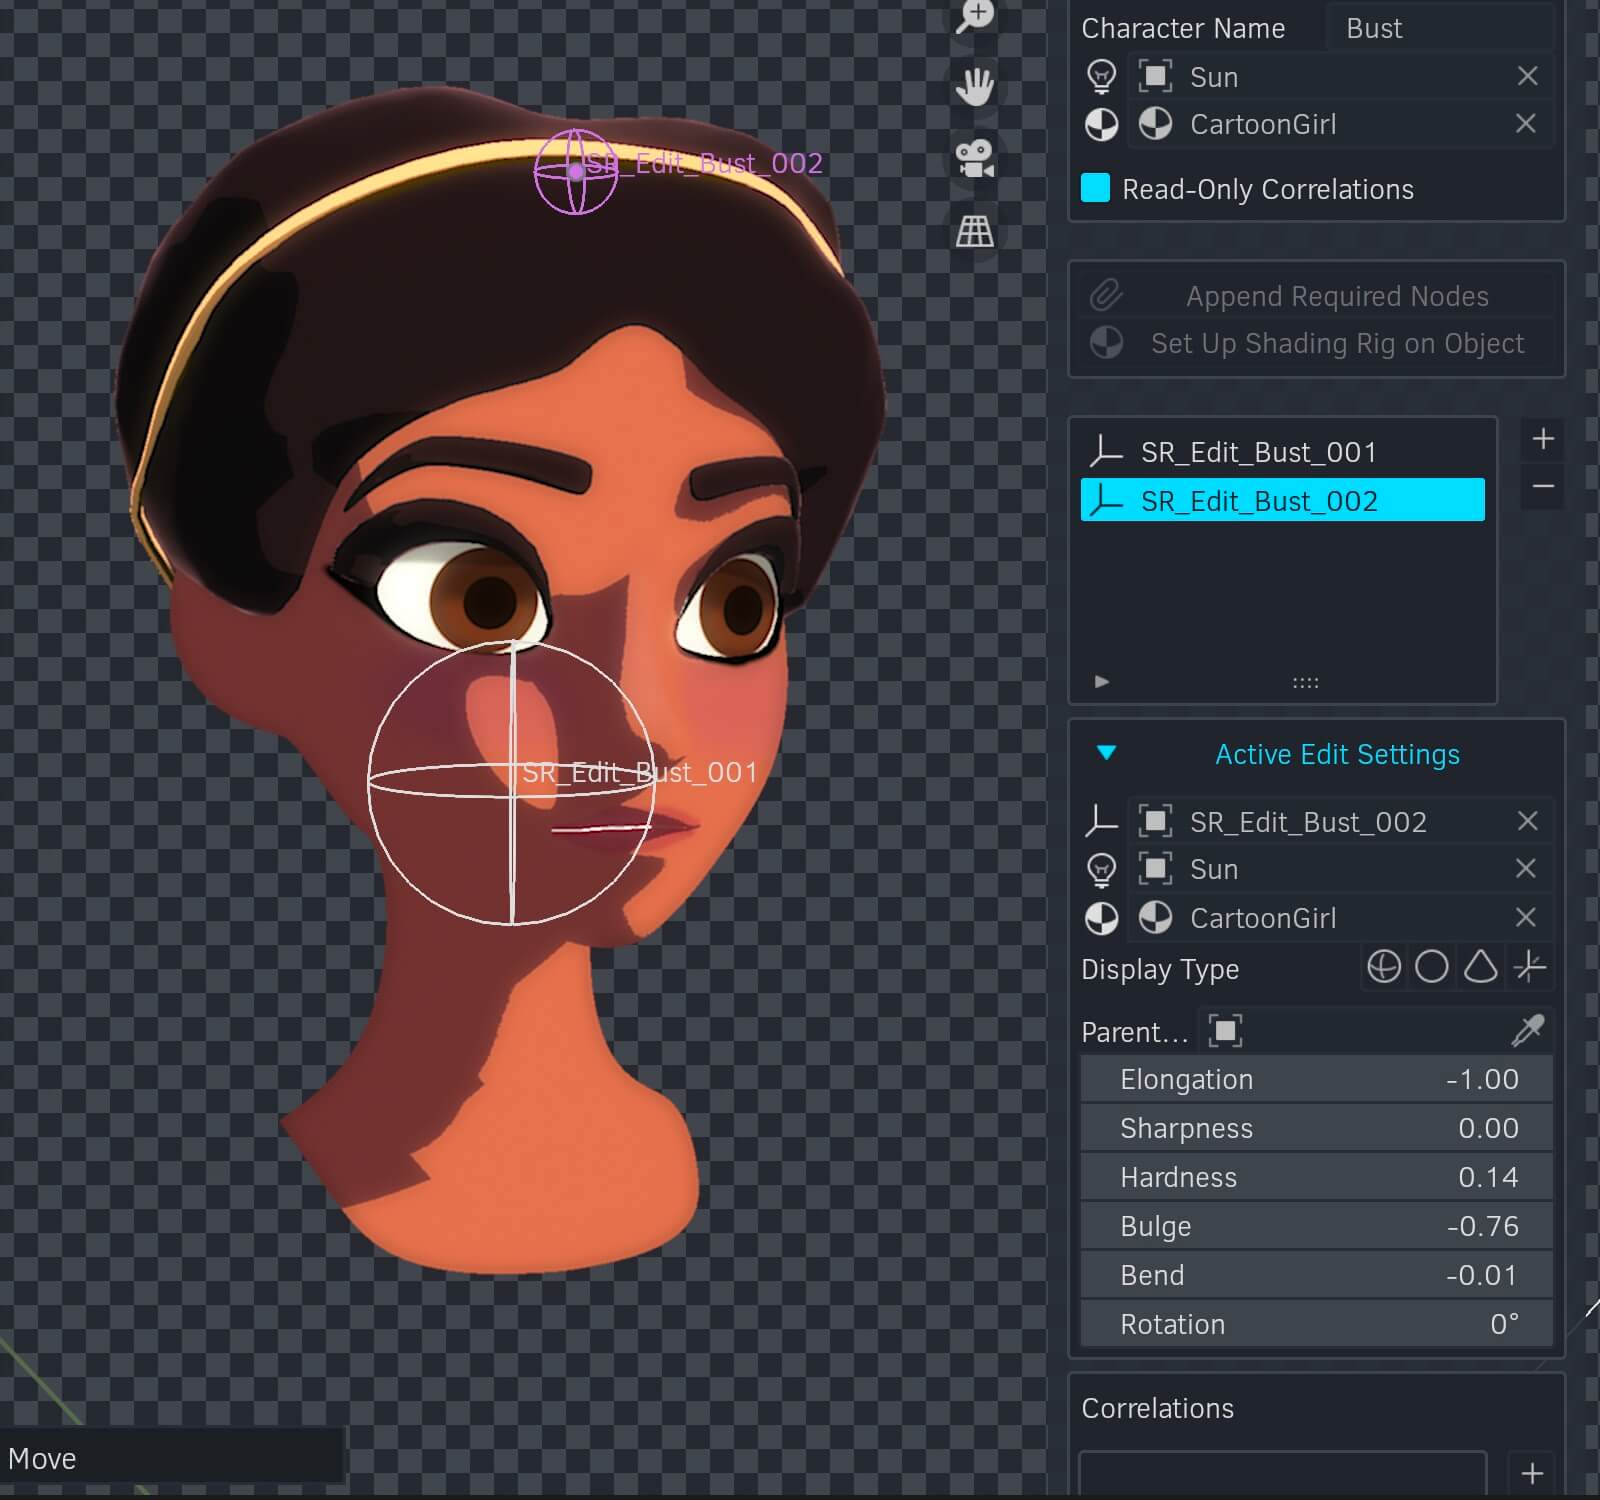 Character Name Bust
Sun
CartoonGirl
Read-Only Correlations
Append Required Nodes
Set Up Shading Rig on Object
SR_Edit_Bust_001
SR_Edit_Bust_002
Active Edit Settings
SR_Edit_Bust_002
Sun
CartoonGirl
Display Type
Parent...
Elongation -1.00
Sharpness 0.00
Hardness 0.14
Bulge -0.76
Bend -0.01
Rotation 0°
Correlations
SR_Edit_Bust_002
SR_Edit_Bust_001
Move